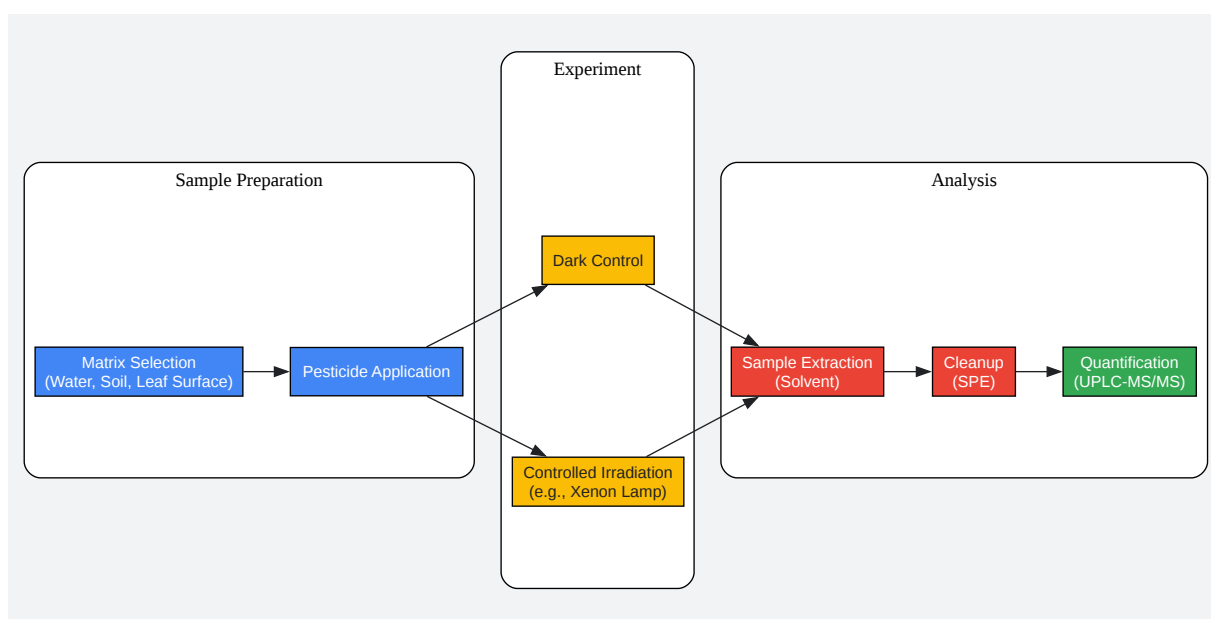 Sample Preparation
Matrix Selection
(Water, Soil, Leaf Surface)
Pesticide Application
Experiment
Dark Control
Controlled Irradiation
(e.g., Xenon Lamp)
Analysis
Sample Extraction
(Solvent)
Cleanup
(SPE)
Quantification
(UPLC-MS/MS)